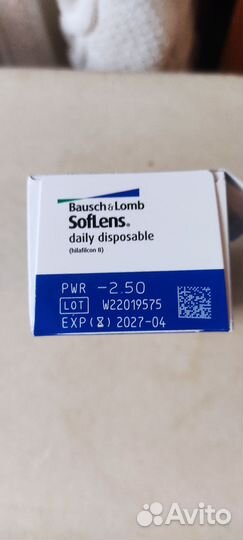 Bausch & Lomb
SofLens®
daily disposable
(hilafilcon B)
PWR -2.50
LOT W22019575
EXP 2027-04
Avito